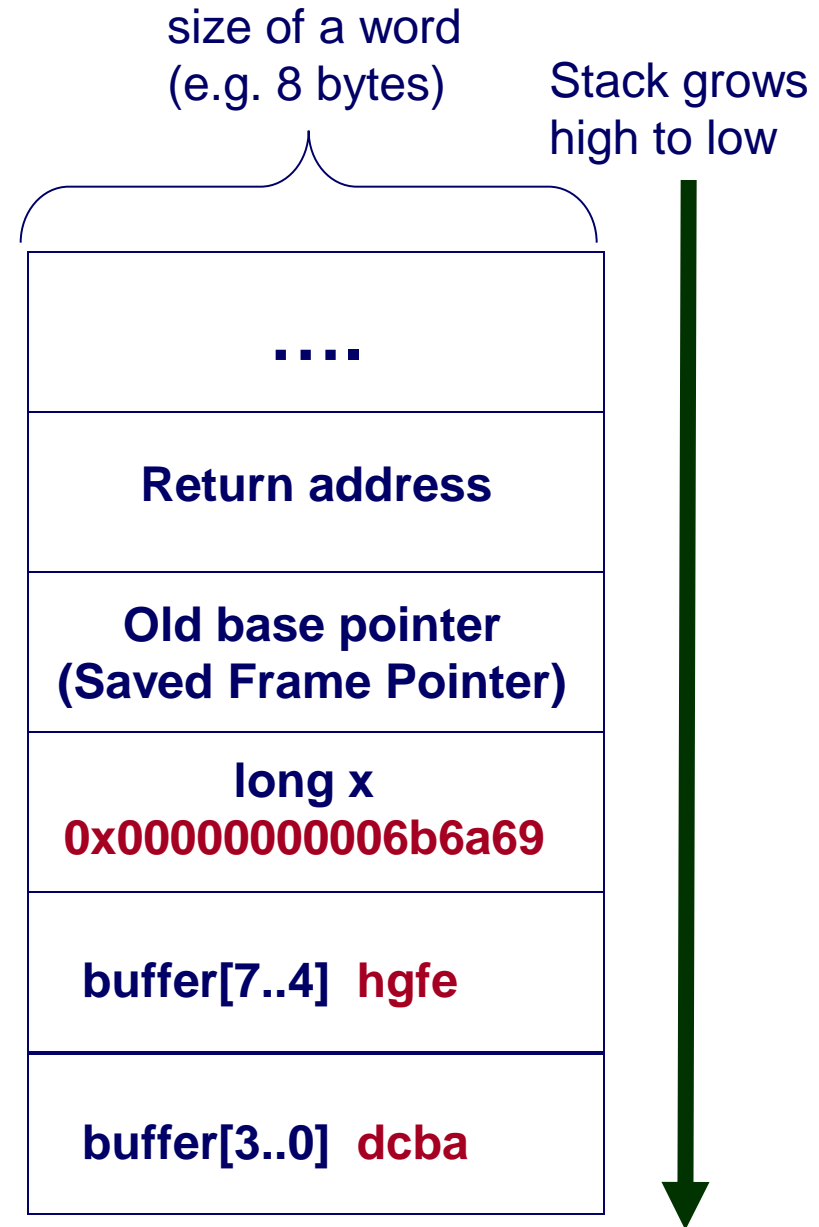 size of a word
(e.g. 8 bytes)
Stack grows
high to low
....
Return address
Old base pointer
(Saved Frame Pointer)
long x
0x00000000006b6a69
buffer[7..4] hgfe
buffer[3..0] dcba